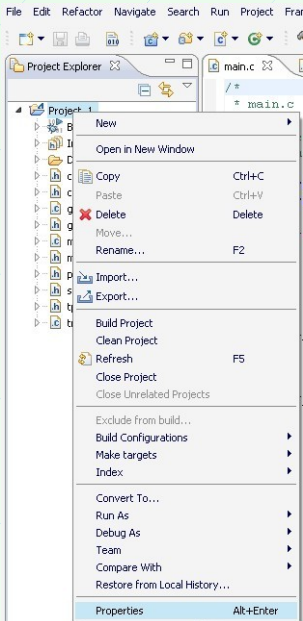 File Edit Refactor Navigate Search Run Project
Project Explorer
main.c
/*
* main.c
Project_1
New
Open in New Window
Copy Ctrl+C
Paste Ctrl+V
Delete Delete
Move...
Rename... F2
Import...
Export...
Build Project
Clean Project
Refresh F5
Close Project
Close Unrelated Projects
Exclude from build...
Build Configurations
Make targets
Index
Convert To...
Run As
Debug As
Team
Compare With
Restore from Local History...
Properties Alt+Enter